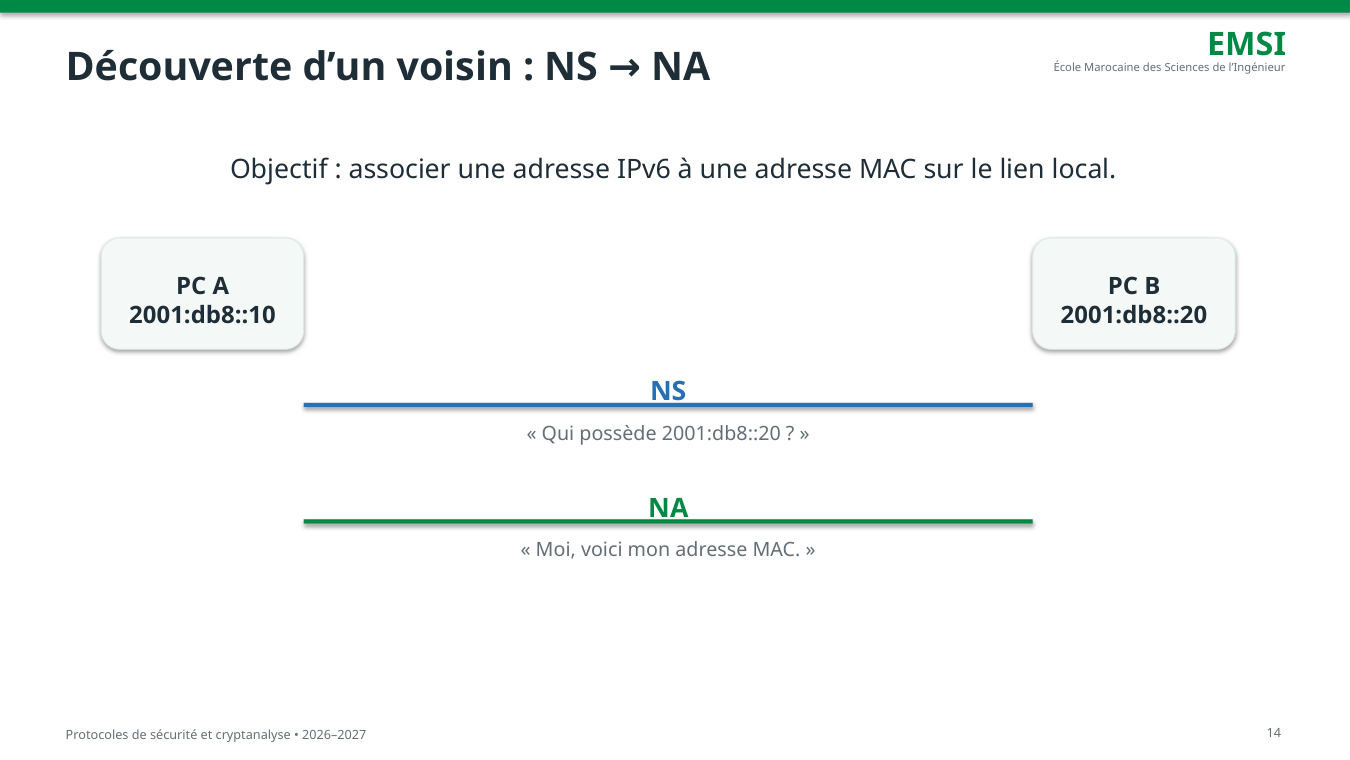 EMSI
Découverte d’un voisin : NS → NA
École Marocaine des Sciences de l’Ingénieur
Objectif : associer une adresse IPv6 à une adresse MAC sur le lien local.
PC A
2001:db8::10
PC B
2001:db8::20
NS
« Qui possède 2001:db8::20 ? »
NA
« Moi, voici mon adresse MAC. »
Protocoles de sécurité et cryptanalyse • 2026–2027
14